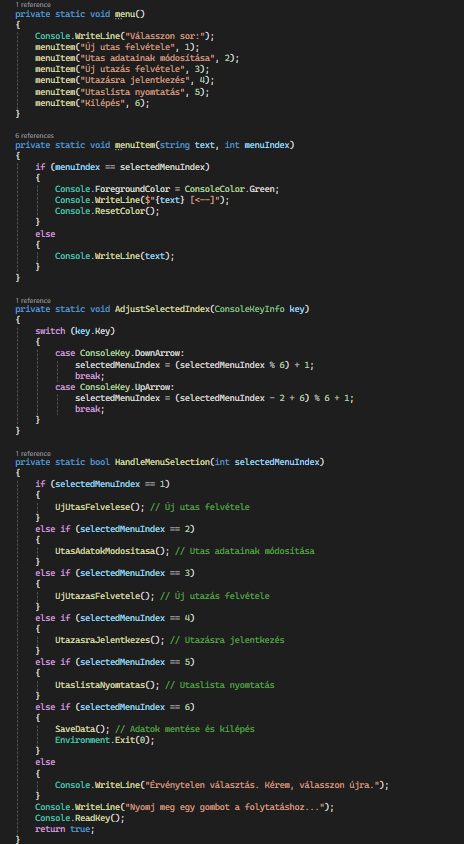 1 reference
private static void menu()
{
Console.WriteLine("Válasszon sor:");
menuItem("Új utas felvétele", 1);
menuItem("Utas adatainak módosítása", 2);
menuItem("Új utazás felvétele", 3);
menuItem("Utazásra jelentkezés", 4);
menuItem("Utaslista nyomtatás", 5);
menuItem("Kilépés", 6);
}
6 references
private static void menuItem(string text, int menuIndex)
{
if (menuIndex == selectedMenuIndex)
{
Console.ForegroundColor = ConsoleColor.Green;
Console.WriteLine($"{text} [<——]");
Console.ResetColor();
}
else
{
Console.WriteLine(text);
}
}
1 reference
private static void AdjustSelectedIndex(ConsoleKeyInfo key)
{
switch (key.Key)
{
case ConsoleKey.DownArrow:
selectedMenuIndex = (selectedMenuIndex % 6) + 1;
break;
case ConsoleKey.UpArrow:
selectedMenuIndex = (selectedMenuIndex - 2 + 6) % 6 + 1;
break;
}
}
1 reference
private static bool HandleMenuSelection(int selectedMenuIndex)
{
if (selectedMenuIndex == 1)
{
UjUtasFelvelese(); // Új utas felvétele
}
else if (selectedMenuIndex == 2)
{
UtasAdatokModositasa(); // Utas adatainak módosítása
}
else if (selectedMenuIndex == 3)
{
UjUtazasFelvetele(); // Új utazás felvétele
}
else if (selectedMenuIndex == 4)
{
UtazasraJelentkezes(); // Utazásra jelentkezés
}
else if (selectedMenuIndex == 5)
{
UtaslistaNyomtatas(); // Utaslista nyomtatás
}
else if (selectedMenuIndex == 6)
{
SaveData(); // Adatok mentése és kilépés
Environment.Exit(0);
}
else
{
Console.WriteLine("Érvénytelen választás. Kérem, válasszon újra.");
}
Console.WriteLine("Nyomj meg egy gombot a folytatáshoz...");
Console.ReadKey();
return true;
}